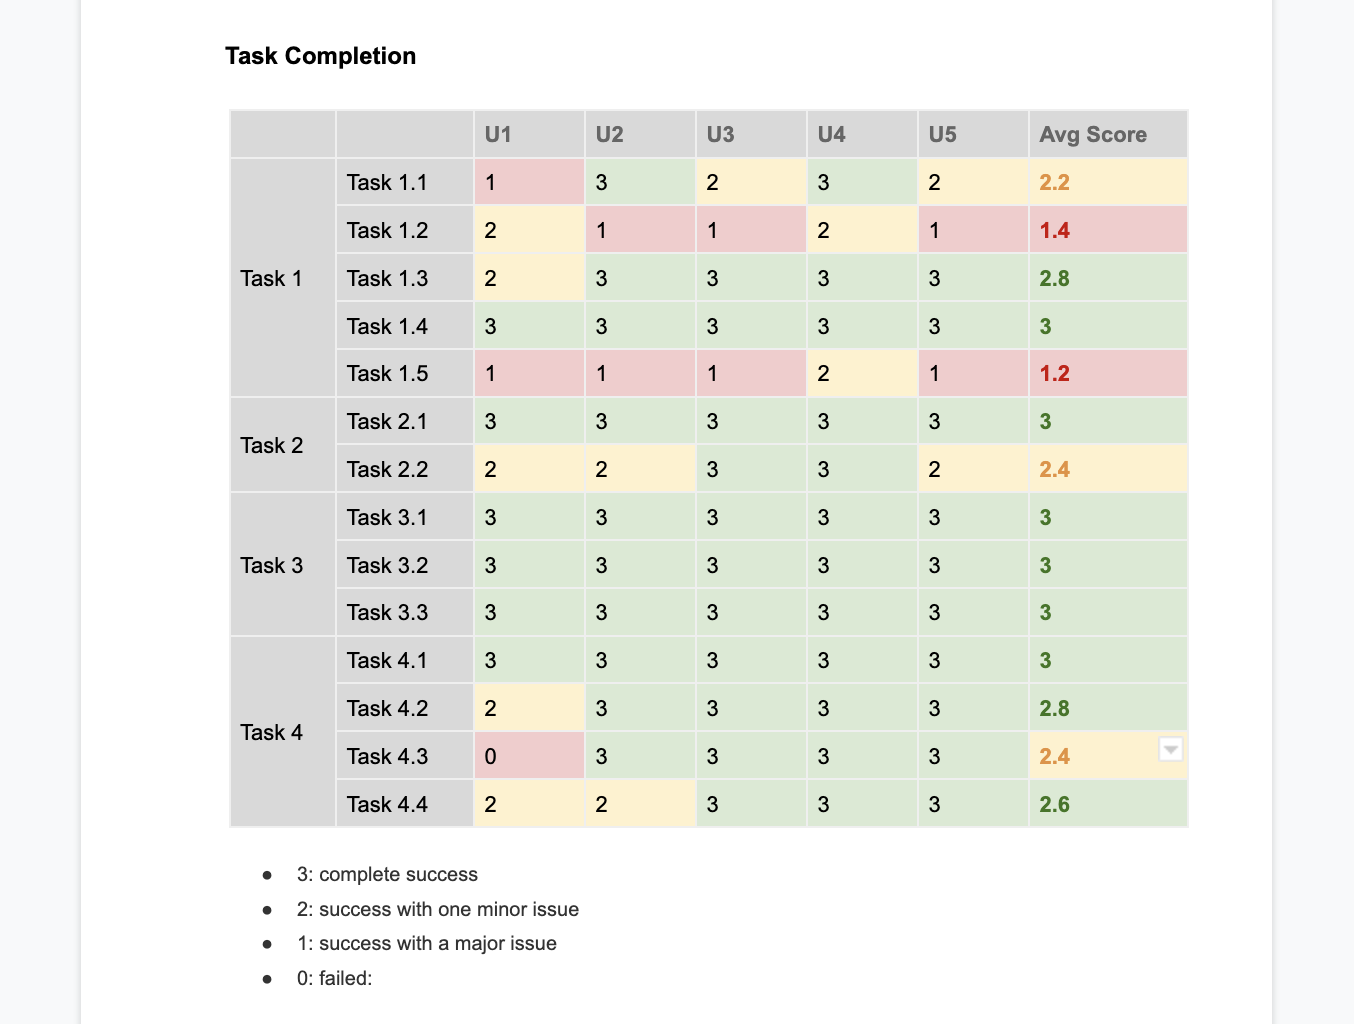 Task Completion
U1 U2 U3 U4 U5 Avg Score
Task 1
Task 1.1 1 3 2 3 2 2.2
Task 1.2 2 1 1 2 1 1.4
Task 1.3 2 3 3 3 3 2.8
Task 1.4 3 3 3 3 3 3
Task 1.5 1 1 1 2 1 1.2
Task 2
Task 2.1 3 3 3 3 3 3
Task 2.2 2 2 3 3 2 2.4
Task 3
Task 3.1 3 3 3 3 3 3
Task 3.2 3 3 3 3 3 3
Task 3.3 3 3 3 3 3 3
Task 4
Task 4.1 3 3 3 3 3 3
Task 4.2 2 3 3 3 3 2.8
Task 4.3 0 3 3 3 3 2.4
Task 4.4 2 2 3 3 3 2.6
● 3: complete success
● 2: success with one minor issue
● 1: success with a major issue
● 0: failed: